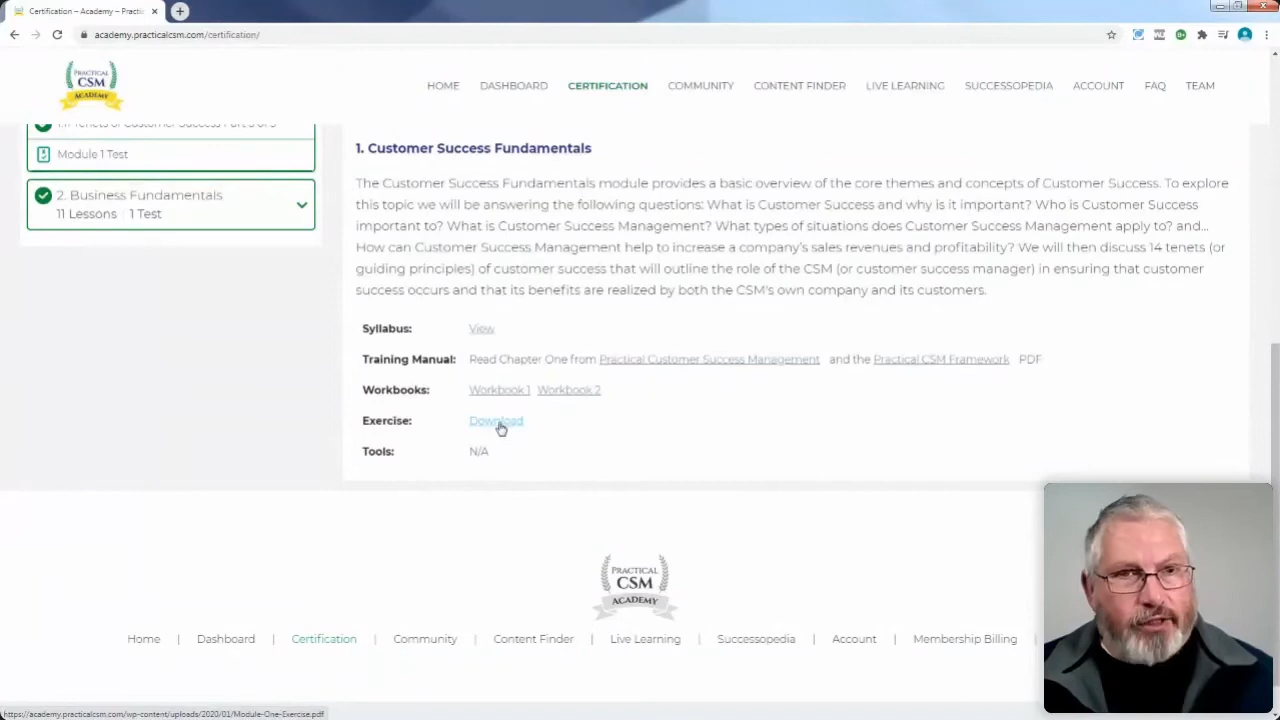 Certification – Academy – Practic
academy.practicalcsm.com/certification/
PRACTICAL
CSM
ACADEMY
HOME DASHBOARD CERTIFICATION COMMUNITY CONTENT FINDER LIVE LEARNING SUCCESSOPEDIA ACCOUNT FAQ TEAM
Tenets of Customer Success Part 3 of 3
Module 1 Test
2. Business Fundamentals
11 Lessons 1 Test
1. Customer Success Fundamentals
The Customer Success Fundamentals module provides a basic overview of the core themes and concepts of Customer Success. To explore
this topic we will be answering the following questions: What is Customer Success and why is it important? Who is Customer Success
important to? What is Customer Success Management? What types of situations does Customer Success Management apply to? and...
How can Customer Success Management help to increase a company's sales revenues and profitability? We will then discuss 14 tenets (or
guiding principles) of customer success that will outline the role of the CSM (or customer success manager) in ensuring that customer
success occurs and that its benefits are realized by both the CSM's own company and its customers.
Syllabus: View
Training Manual: Read Chapter One from Practical Customer Success Management and the Practical CSM Framework PDF
Workbooks: Workbook 1 Workbook 2
Exercise: Download
Tools: N/A
PRACTICAL
CSM
ACADEMY
Home | Dashboard | Certification | Community | Content Finder | Live Learning | Successopedia | Account | Membership Billing |
https://academy.practicalcsm.com/wp-content/uploads/2020/01/Module-One-Exercise.pdf